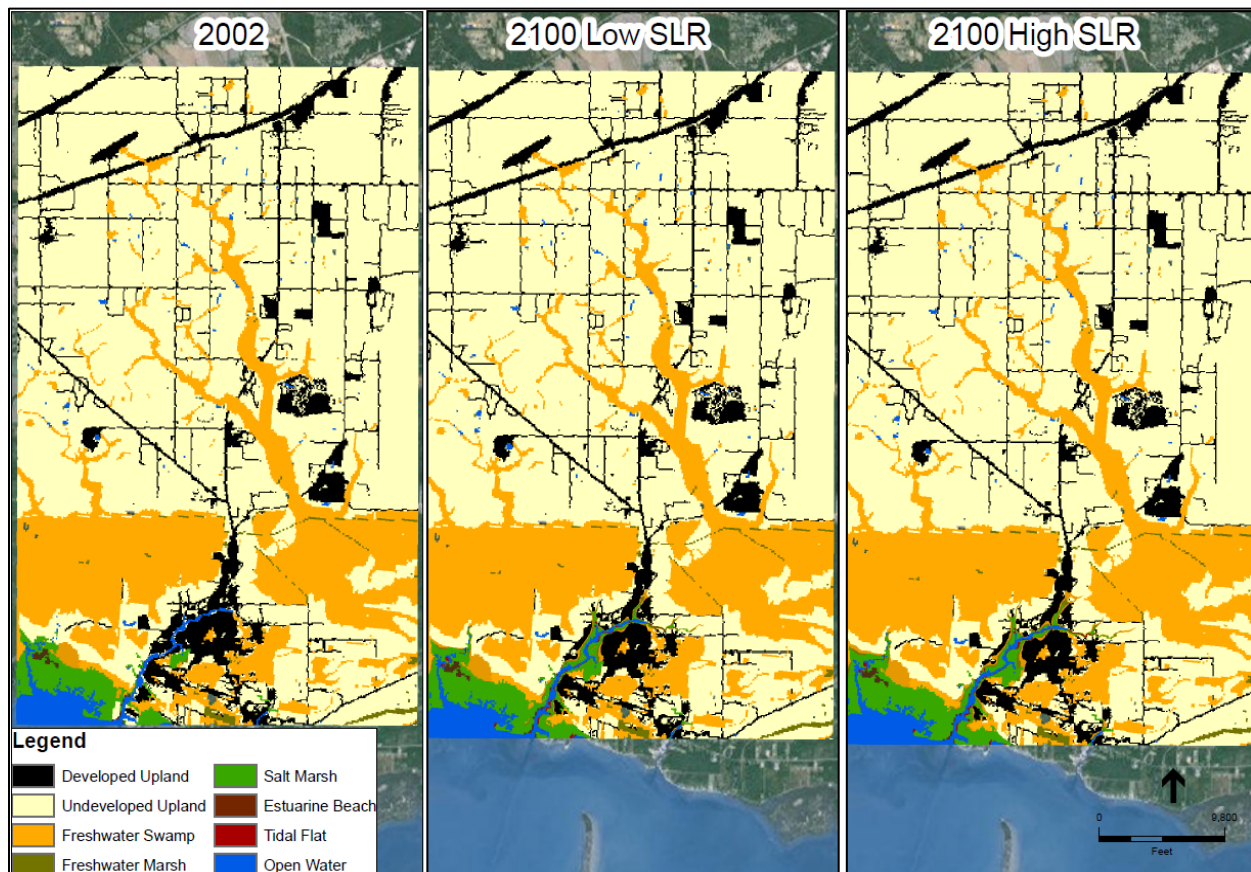 2002
2100 Low SLR
2100 High SLR
Legend
Developed Upland
Undeveloped Upland
Freshwater Swamp
Freshwater Marsh
Salt Marsh
Estuarine Beach
Tidal Flat
Open Water
0 9,800
Feet